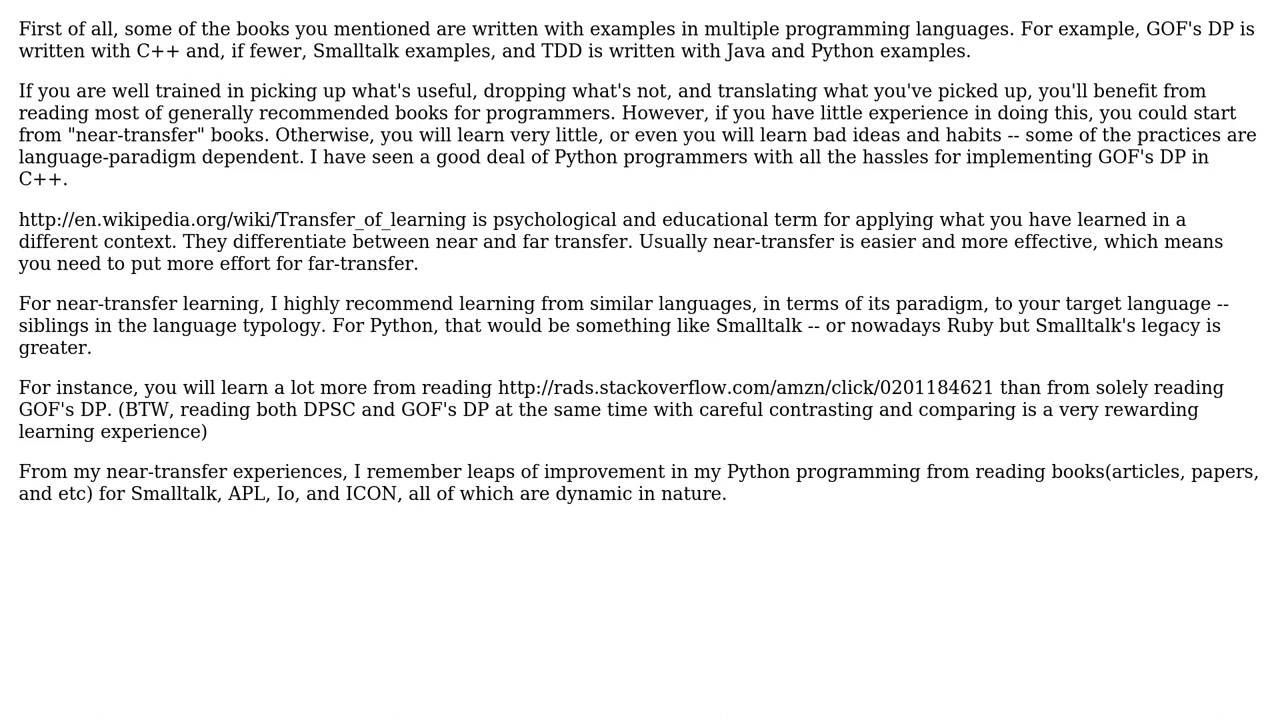 First of all, some of the books you mentioned are written with examples in multiple programming languages. For example, GOF's DP is
written with C++ and, if fewer, Smalltalk examples, and TDD is written with Java and Python examples.
If you are well trained in picking up what's useful, dropping what's not, and translating what you've picked up, you'll benefit from
reading most of generally recommended books for programmers. However, if you have little experience in doing this, you could start
from "near-transfer" books. Otherwise, you will learn very little, or even you will learn bad ideas and habits -- some of the practices are
language-paradigm dependent. I have seen a good deal of Python programmers with all the hassles for implementing GOF's DP in
C++.
http://en.wikipedia.org/wiki/Transfer_of_learning is psychological and educational term for applying what you have learned in a
different context. They differentiate between near and far transfer. Usually near-transfer is easier and more effective, which means
you need to put more effort for far-transfer.
For near-transfer learning, I highly recommend learning from similar languages, in terms of its paradigm, to your target language --
siblings in the language typology. For Python, that would be something like Smalltalk -- or nowadays Ruby but Smalltalk's legacy is
greater.
For instance, you will learn a lot more from reading http://rads.stackoverflow.com/amzn/click/0201184621 than from solely reading
GOF's DP. (BTW, reading both DPSC and GOF's DP at the same time with careful contrasting and comparing is a very rewarding
learning experience)
From my near-transfer experiences, I remember leaps of improvement in my Python programming from reading books(articles, papers,
and etc) for Smalltalk, APL, Io, and ICON, all of which are dynamic in nature.